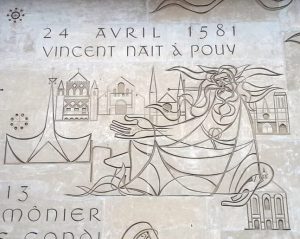 24 AVRIL 1581
VINCENT NAIT À POUY
13
MÔNIER